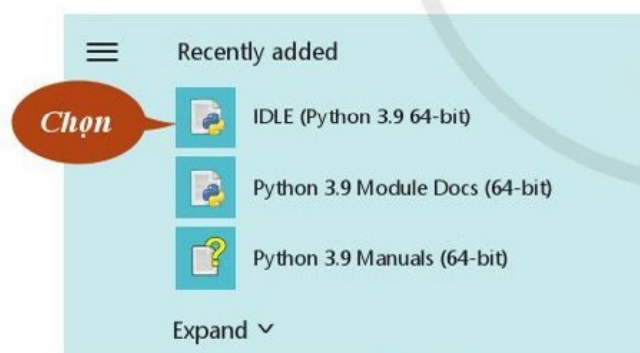 Recently added
Chọn
IDLE (Python 3.9 64-bit)
Python 3.9 Module Docs (64-bit)
Python 3.9 Manuals (64-bit)
Expand